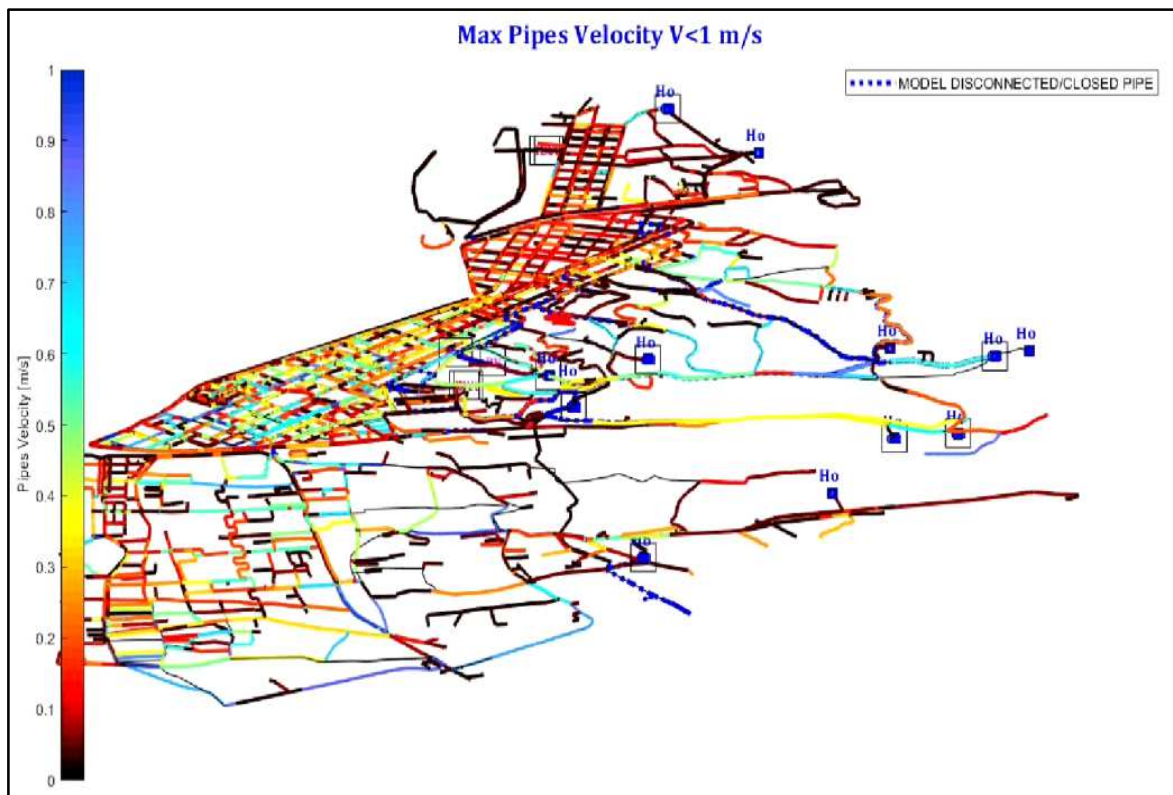 Max Pipes Velocity V<1 m/s
MODEL DISCONNECTED/CLOSED PIPE
Pipes Velocity [m/s]
1
0.9
0.8
0.7
0.6
0.5
0.4
0.3
0.2
0.1
0
Ho
Ho
Ho
Ho
Ho
Ho
Ho
Ho
Ho
Ho
Ho